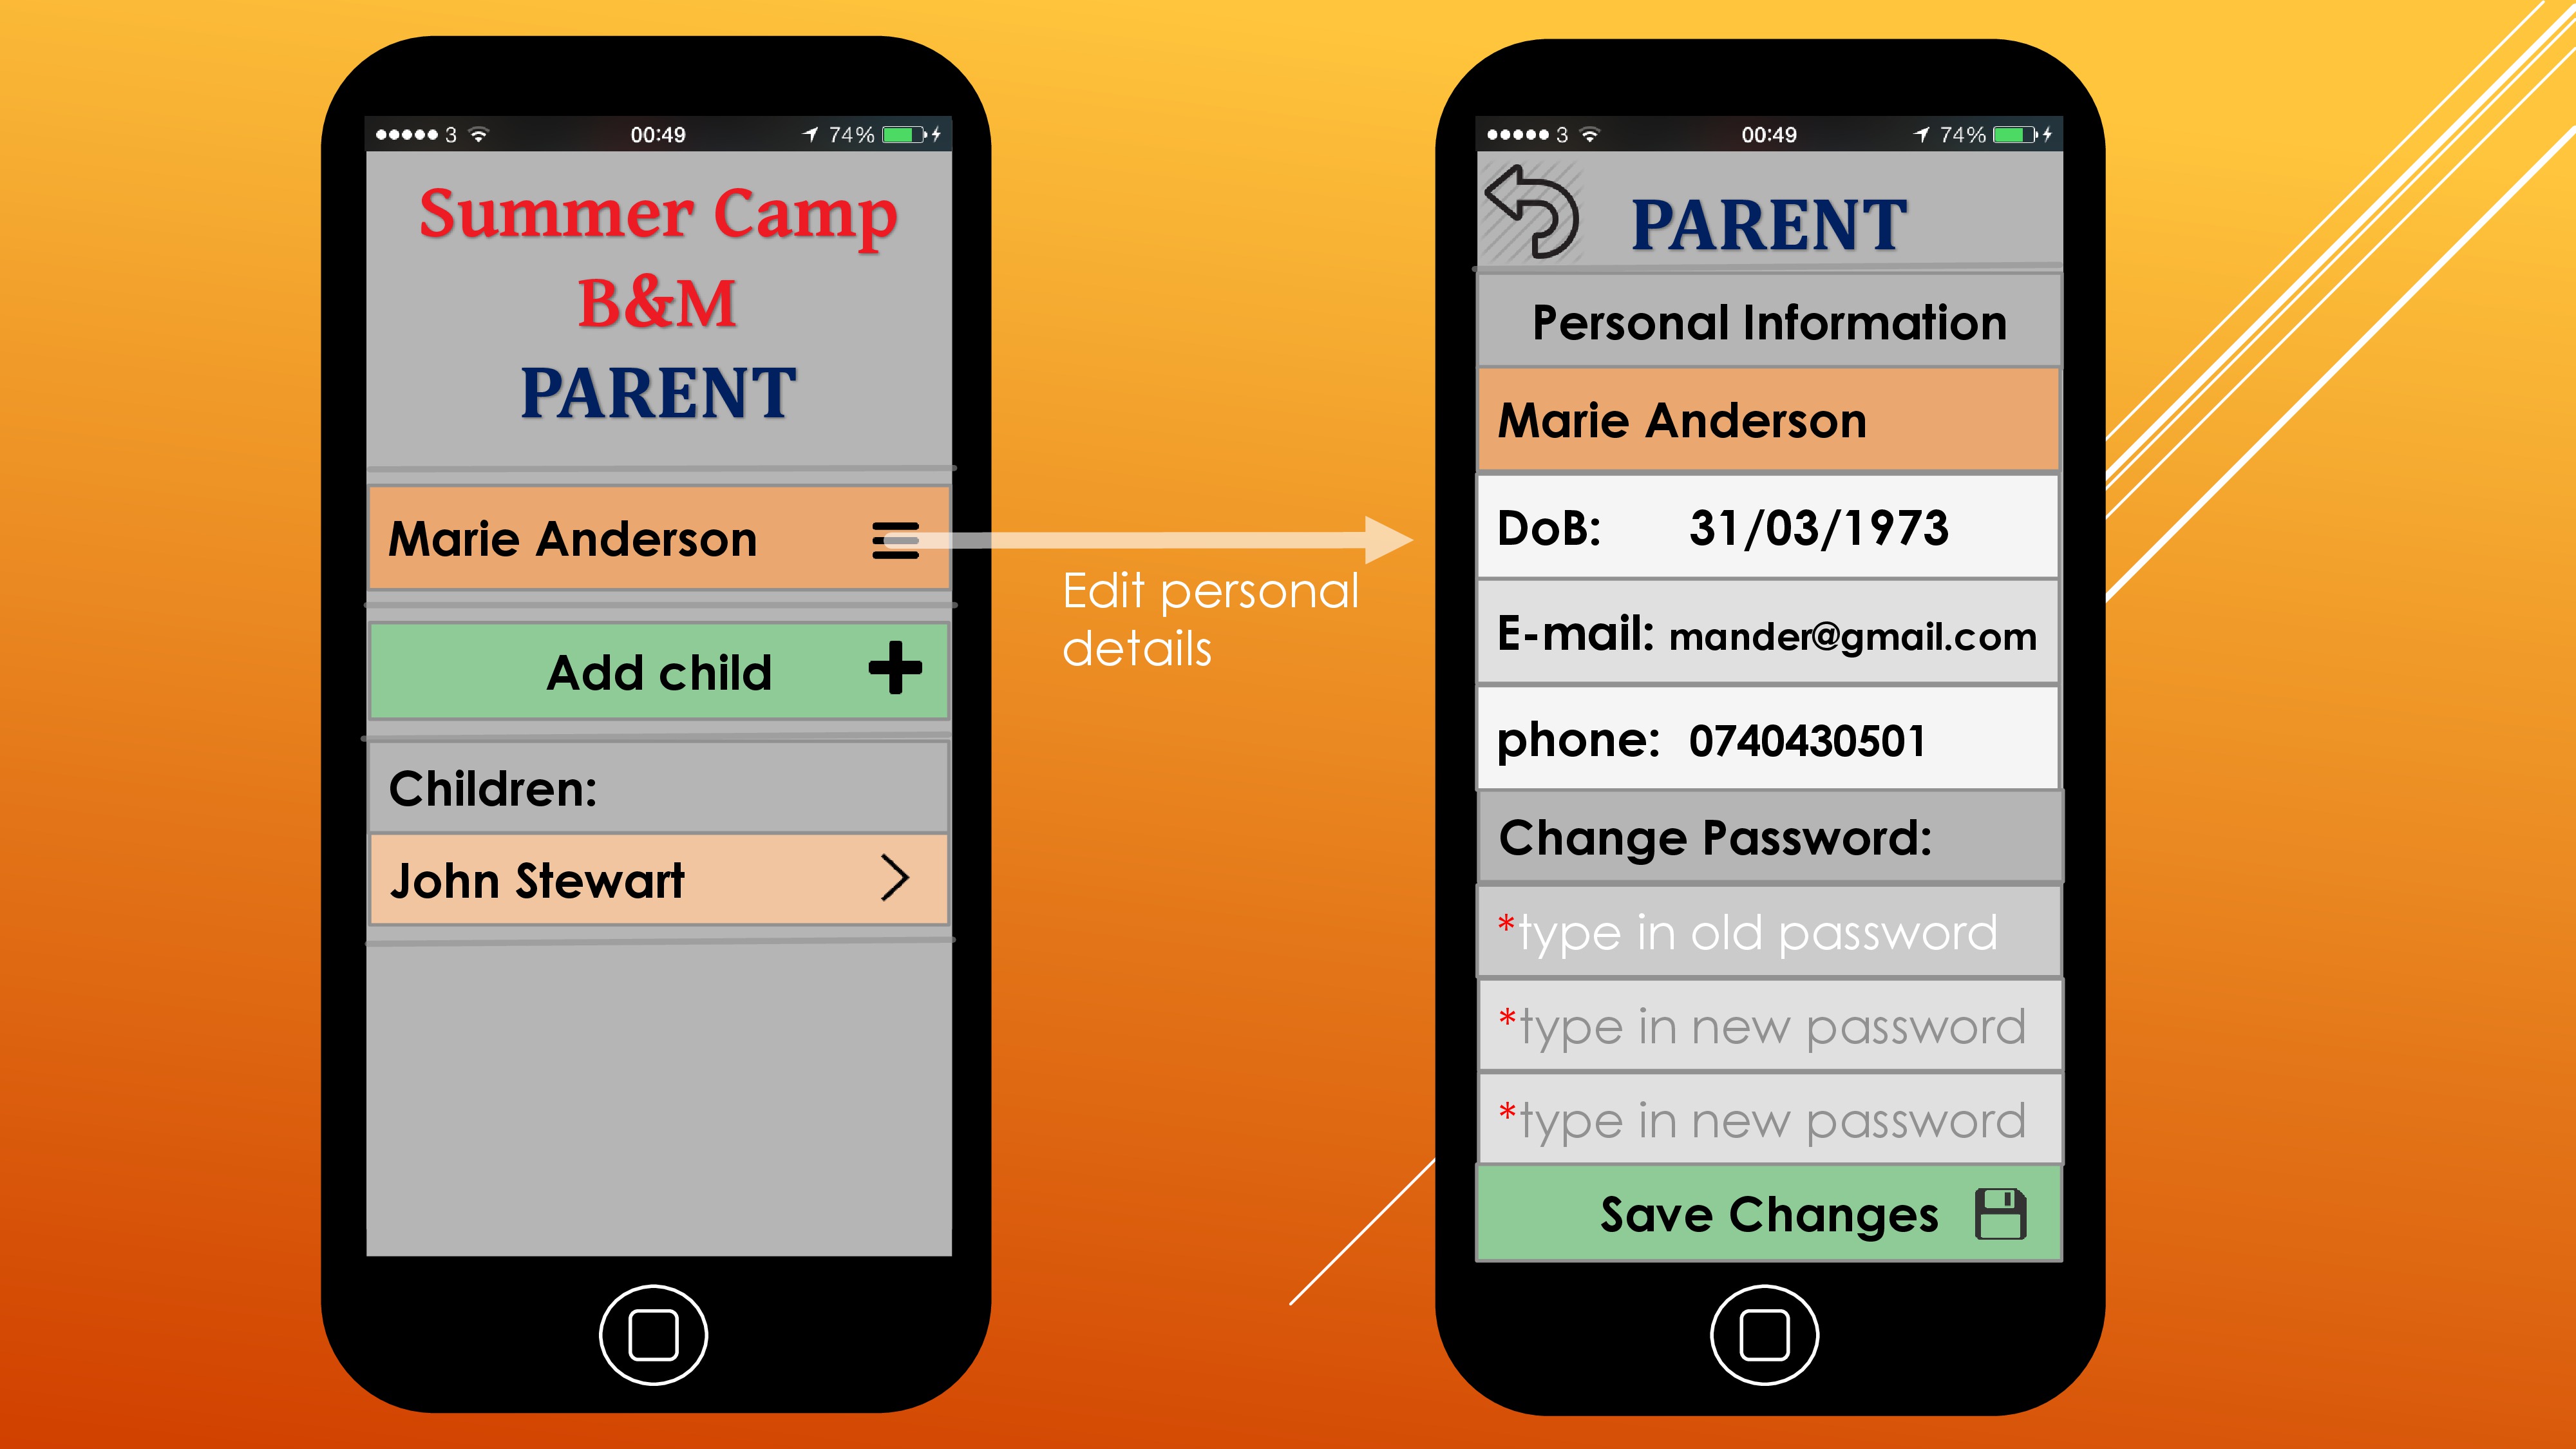 3 00:49 74%
Summer Camp
B&M
PARENT
Marie Anderson
Add child
Children:
John Stewart
Edit personal
details
3 00:49 74%
PARENT
Personal Information
Marie Anderson
DoB: 31/03/1973
E-mail: mander@gmail.com
phone: 0740430501
Change Password:
*type in old password
*type in new password
*type in new password
Save Changes